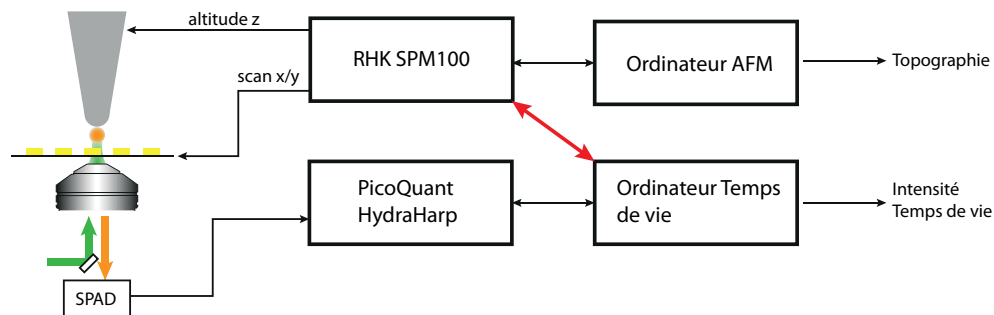 altitude z
scan x/y
RHK SPM100
Ordinateur AFM
Topographie
PicoQuant
HydraHarp
Ordinateur Temps
de vie
Intensité
Temps de vie
SPAD